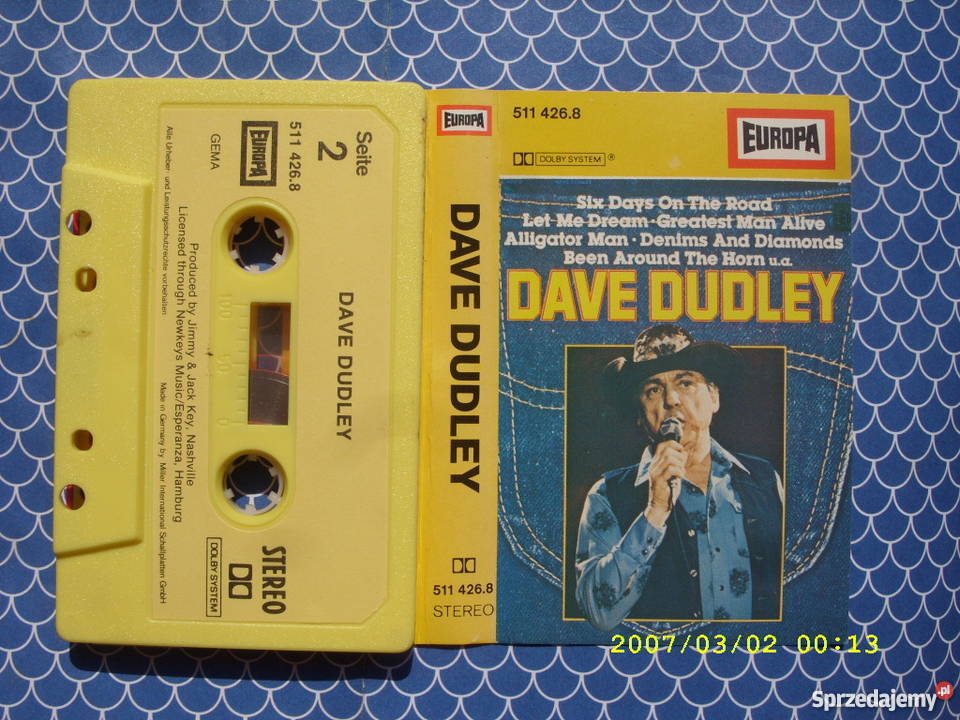 Seite
2
EUROPA
511 426.8
GEMA
DAVE DUDLEY
Produced by Jimmy & Jack Key, Nashville
Licensed through Newkeys Music/Esperanza, Hamburg
Alle Urheber- und Leistungsschutzrechte vorbehalten
Made in Germany by Miller International Schallplatten GmbH
STEREO
DOLBY SYSTEM
100
50
0
EUROPA
DAVE DUDLEY
511 426.8
STEREO
511 426.8
DOLBY SYSTEM ®
EUROPA
Six Days On The Road
Let Me Dream · Greatest Man Alive
Alligator Man · Denims And Diamonds
Been Around The Horn u.a.
DAVE DUDLEY
2007/03/02 00:13
Sprzedajemy.pl